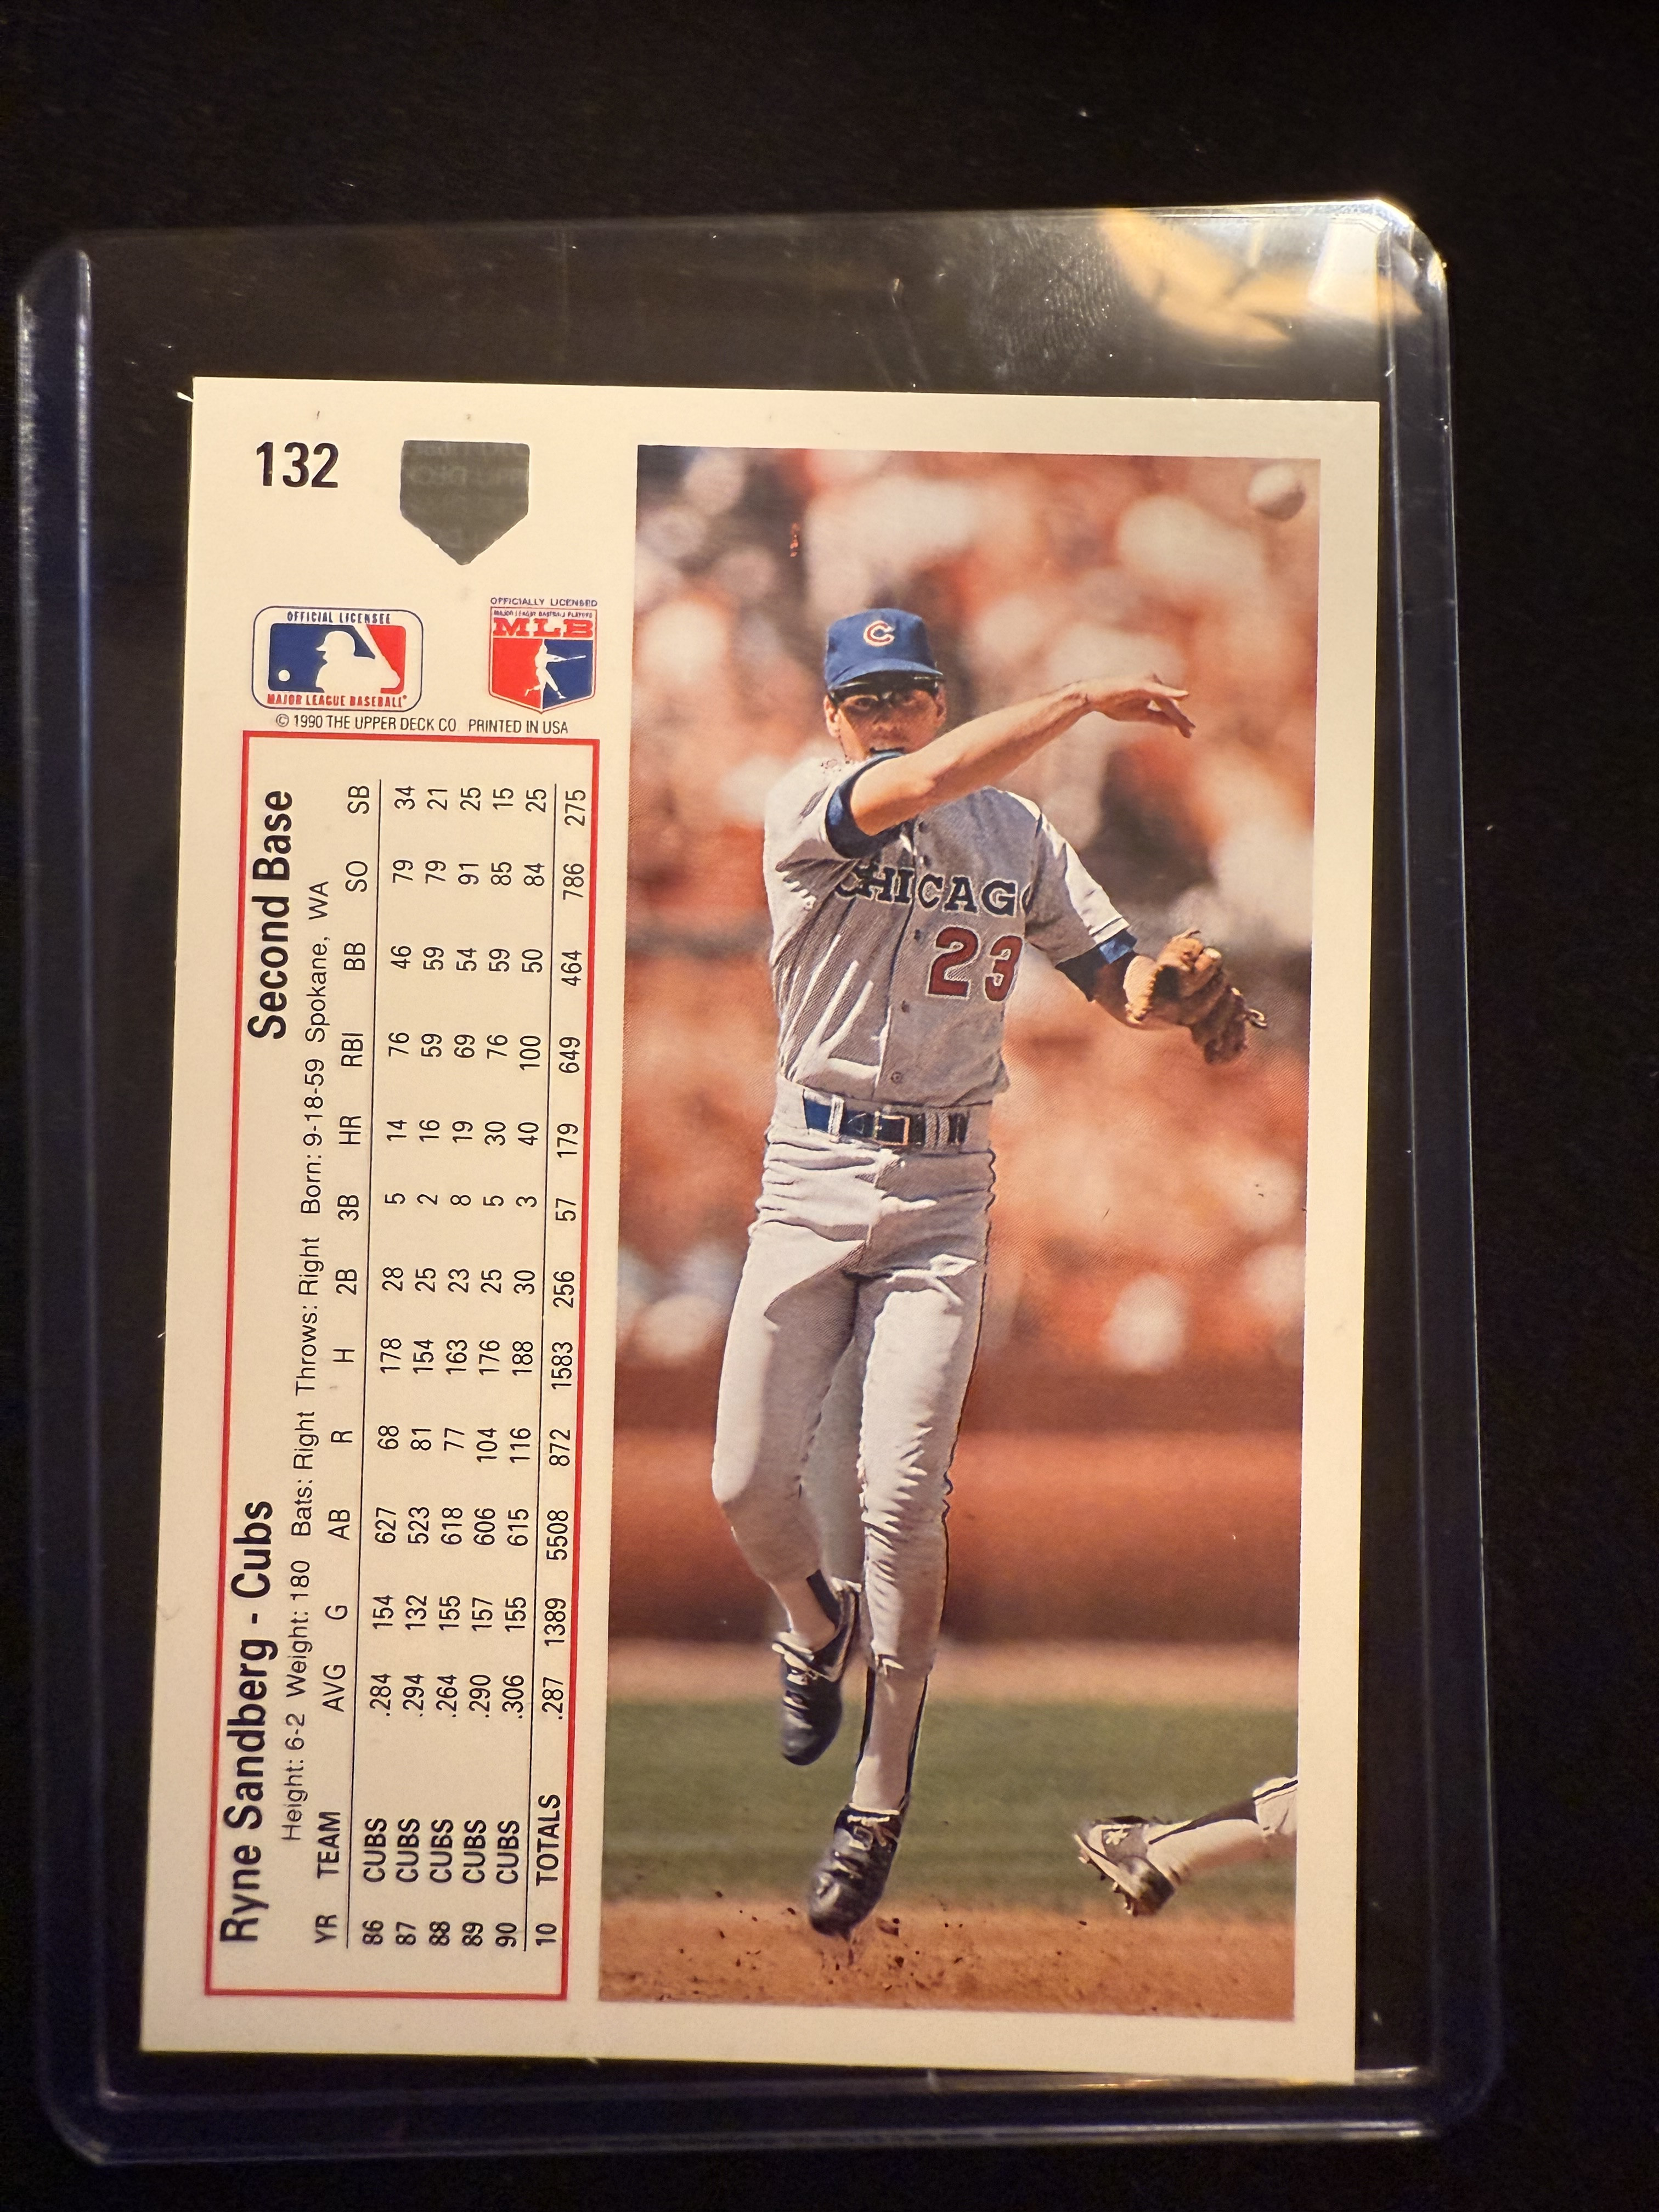 132
OFFICIAL LICENSEE
MAJOR LEAGUE BASEBALL
OFFICIALLY LICENSED
MAJOR LEAGUE BASEBALL PLAYERS
MLB
© 1990 THE UPPER DECK CO PRINTED IN USA
Ryne Sandberg - Cubs Second Base
Height: 6-2 Weight: 180 Bats: Right Throws: Right Born: 9-18-59 Spokane, WA
YR TEAM AVG G AB R H 2B 3B HR RBI BB SO SB
86 CUBS .284 154 627 68 178 28 5 14 76 46 79 34
87 CUBS .294 132 523 81 154 25 2 16 59 59 79 21
88 CUBS .264 155 618 77 163 23 8 19 69 54 91 25
89 CUBS .290 157 606 104 176 25 5 30 76 59 85 15
90 CUBS .306 155 615 116 188 30 3 40 100 50 84 25
10 TOTALS .287 1389 5508 872 1583 256 57 179 649 464 786 275
C
CHICAGO
23